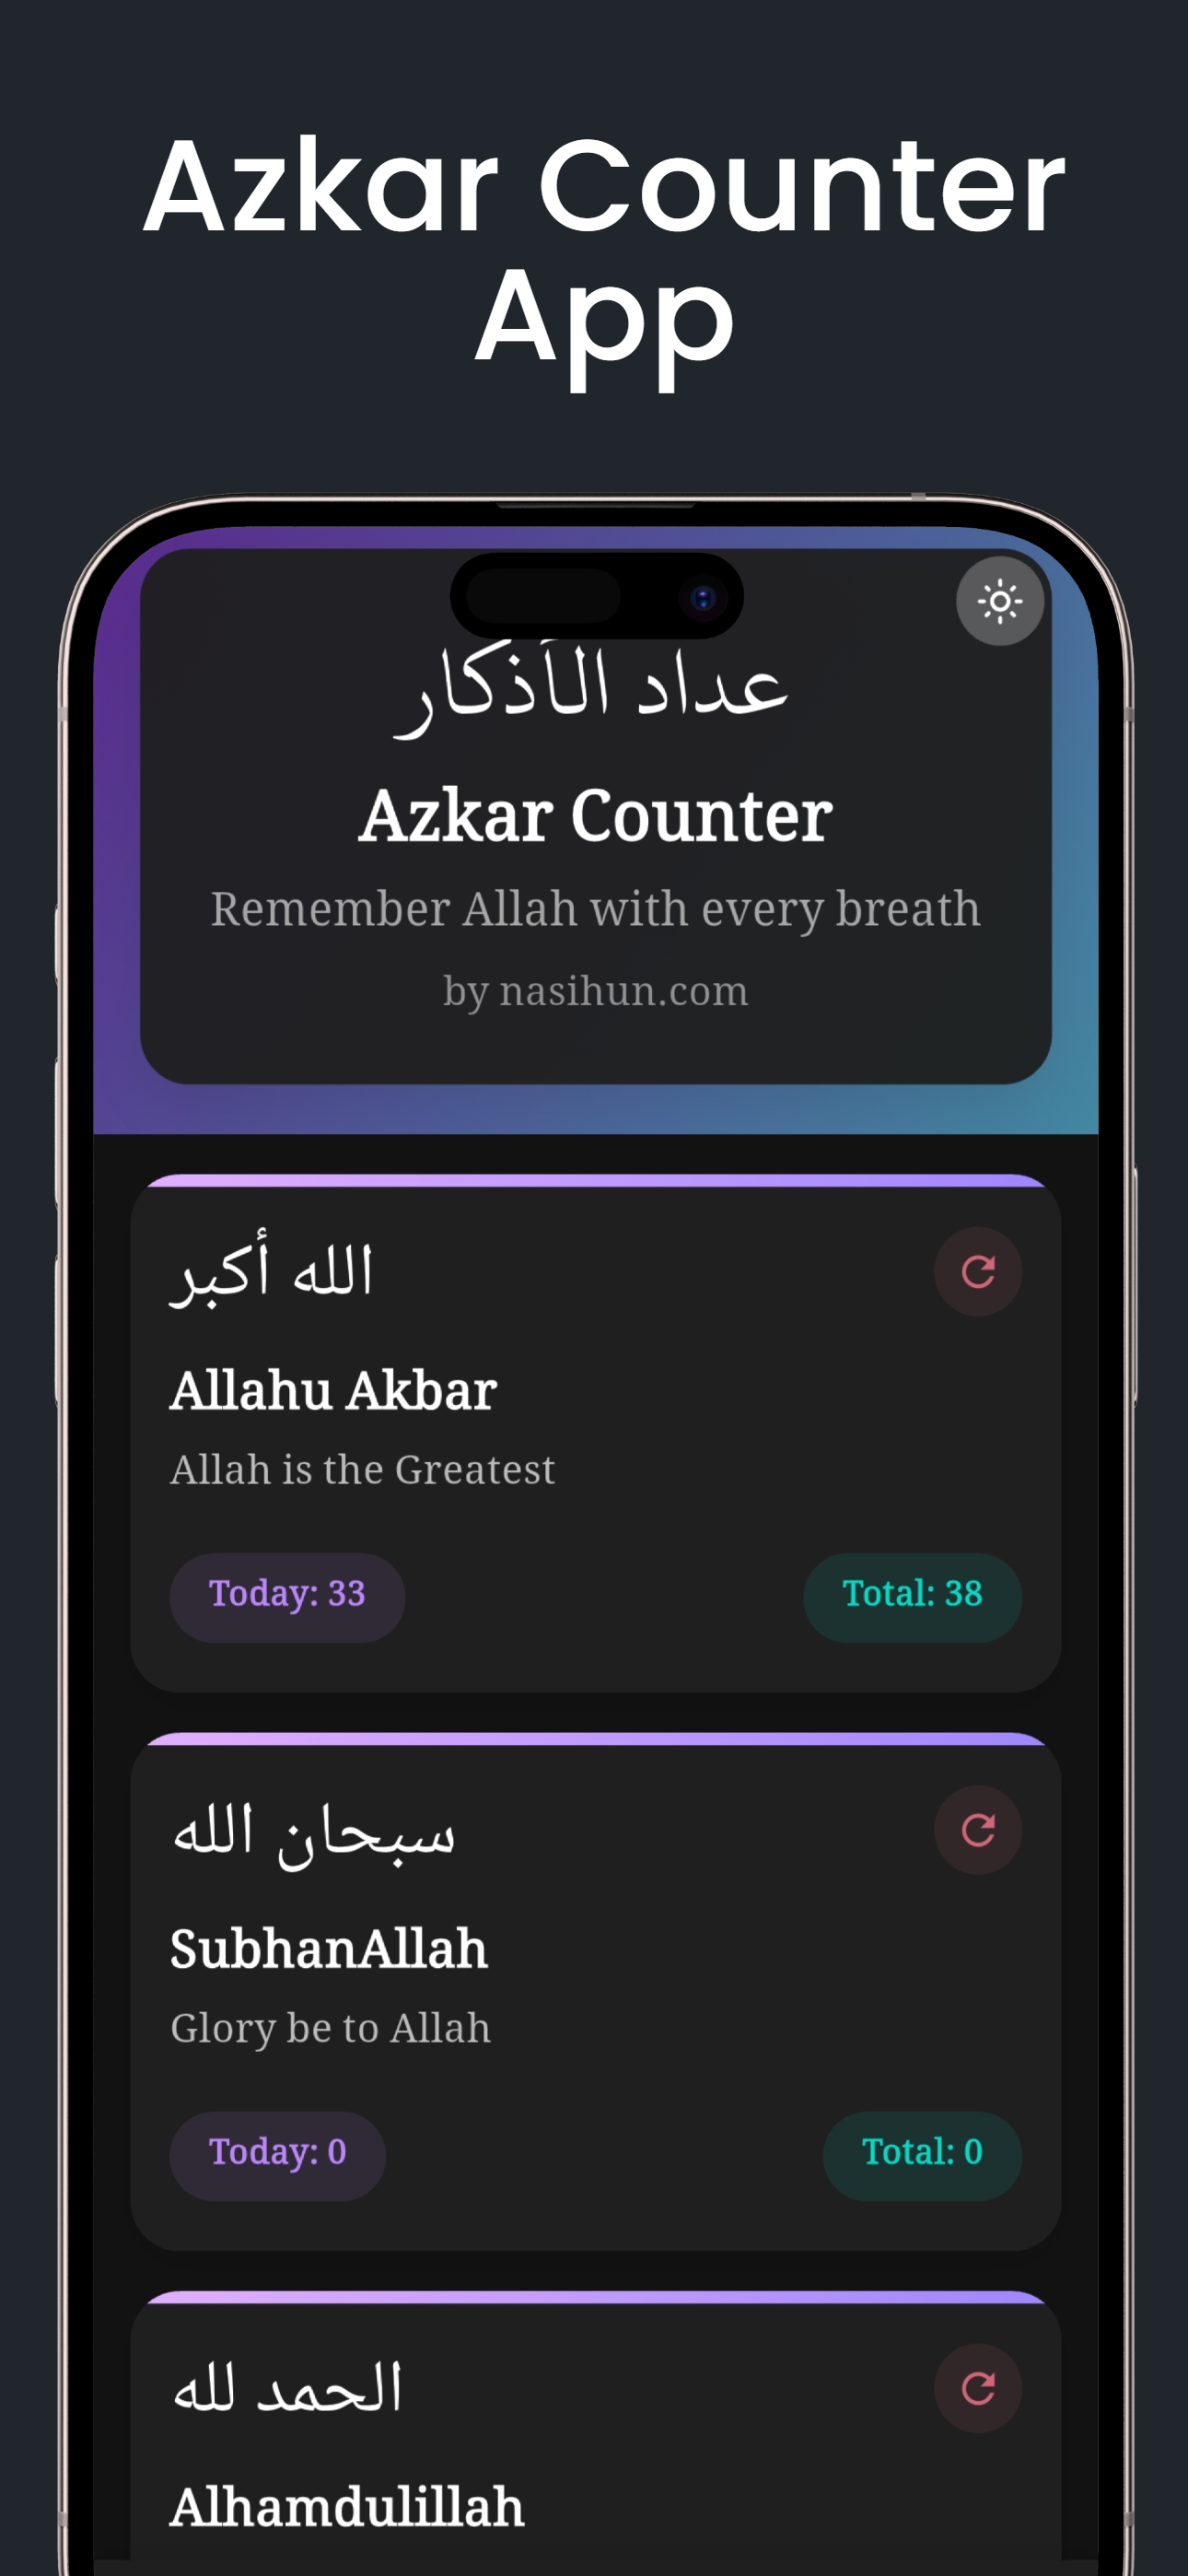 Azkar Counter
App
عداد الأذكار
Azkar Counter
Remember Allah with every breath
by nasihun.com
الله أكبر
Allahu Akbar
Allah is the Greatest
Today: 33
Total: 38
سبحان الله
SubhanAllah
Glory be to Allah
Today: 0
Total: 0
الحمد لله
Alhamdulillah